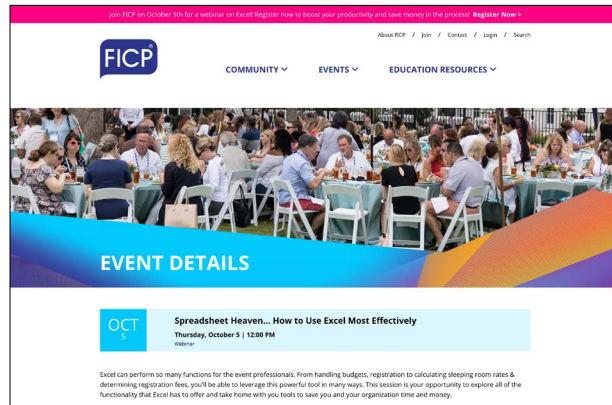 Join FICP on October 5th for a webinar on Excel! Register now to boost your productivity and save money in the process! Register Now >
About FICP / Join / Contact / Login / Search
FICP®
COMMUNITY EVENTS EDUCATION RESOURCES
EVENT DETAILS
OCT
5
Spreadsheet Heaven... How to Use Excel Most Effectively
Thursday, October 5 | 12:00 PM
Webinar
Excel can perform so many functions for the event professionals. From handling budgets, registration to calculating sleeping room rates &
determining registration fees, you'll be able to leverage this powerful tool in many ways. This session is your opportunity to explore all of the
functionality that Excel has to offer and take home with you tools to save you and your organization time and money.